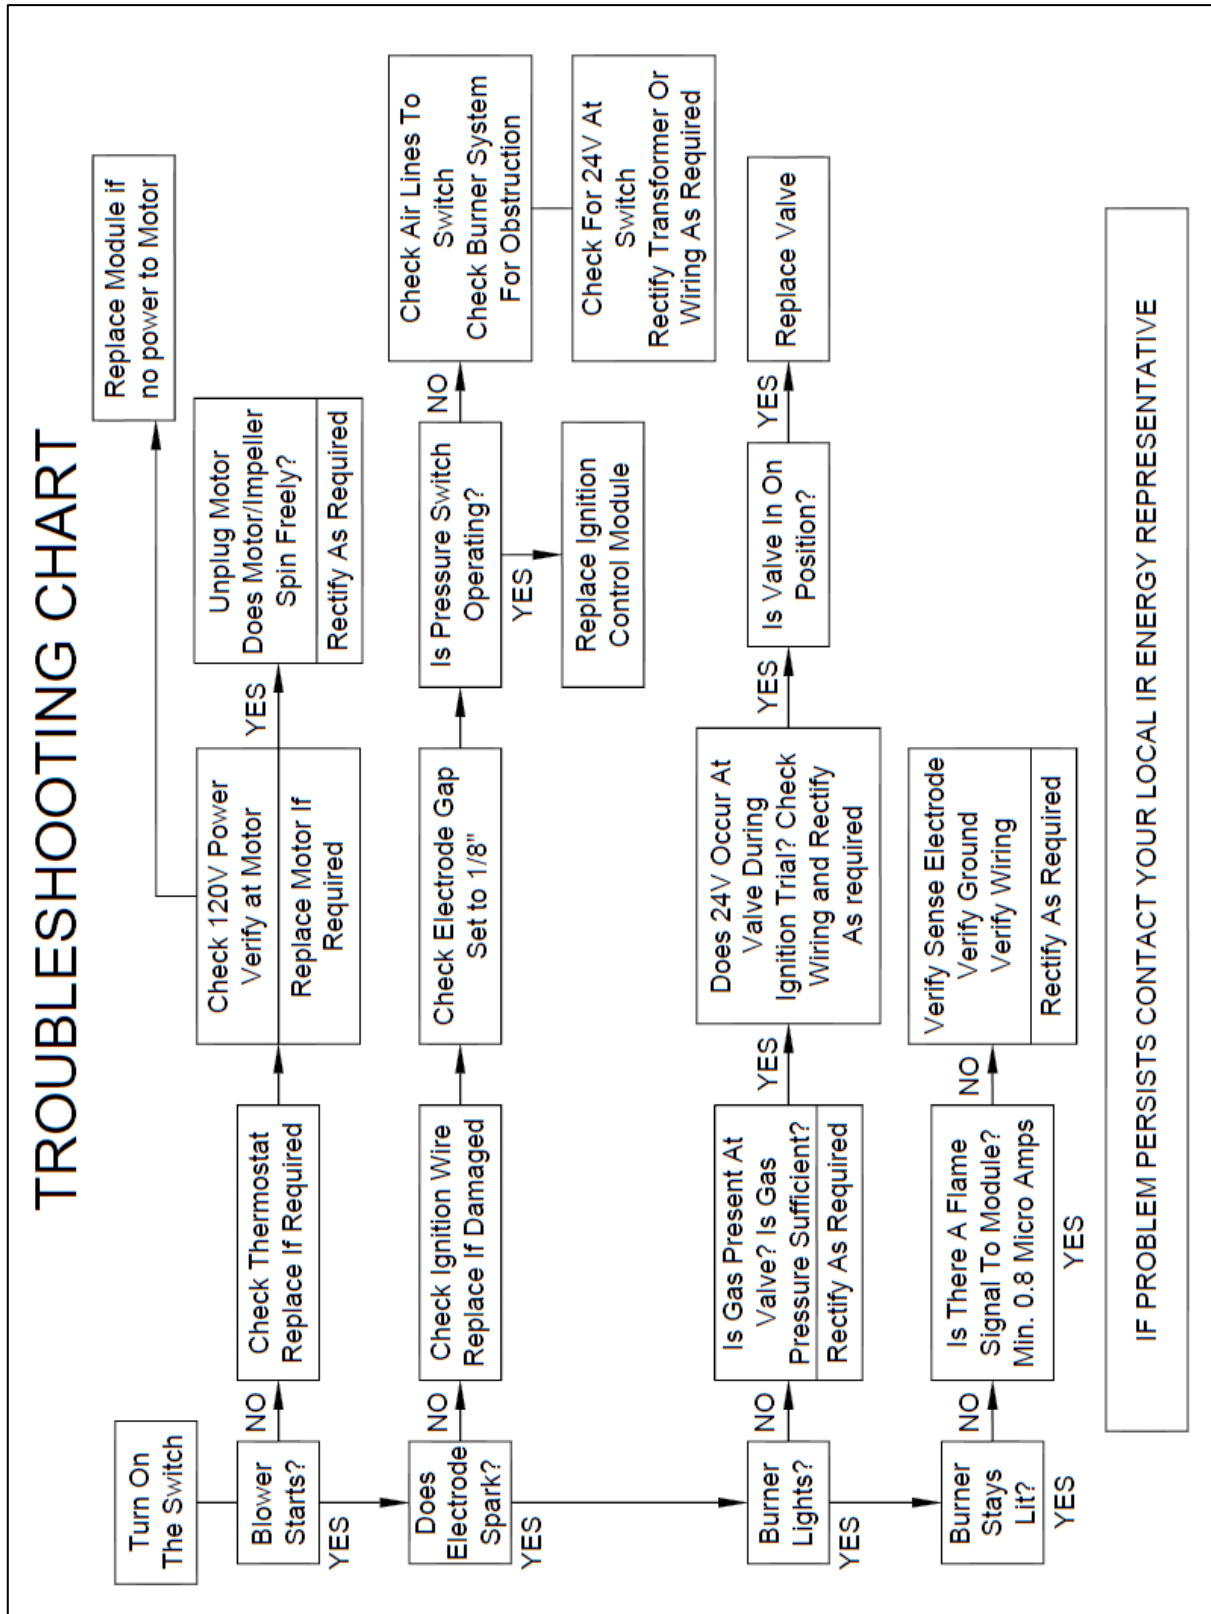 TROUBLESHOOTING CHART
Turn On
The Switch
Blower
Starts?
NO
YES
Check Thermostat
Replace If Required
Check 120V Power
Verify at Motor
Replace Motor If
Required
YES
Unplug Motor
Does Motor/Impeller
Spin Freely?
Rectify As Required
Replace Module if
no power to Motor
Does
Electrode
Spark?
NO
YES
Check Ignition Wire
Replace If Damaged
Check Electrode Gap
Set to 1/8"
Is Pressure Switch
Operating?
NO
YES
Check Air Lines To
Switch
Check Burner System
For Obstruction
Replace Ignition
Control Module
Check For 24V At
Switch
Rectify Transformer Or
Wiring As Required
Burner
Lights?
NO
YES
Is Gas Present At
Valve? Is Gas
Pressure Sufficient?
Rectify As Required
YES
Does 24V Occur At
Valve During
Ignition Trial? Check
Wiring and Rectify
As required
YES
Is Valve In On
Position?
YES
Replace Valve
Burner
Stays
Lit?
NO
YES
Is There A Flame
Signal To Module?
Min. 0.8 Micro Amps
NO
YES
Verify Sense Electrode
Verify Ground
Verify Wiring
Rectify As Required
IF PROBLEM PERSISTS CONTACT YOUR LOCAL IR ENERGY REPRESENTATIVE